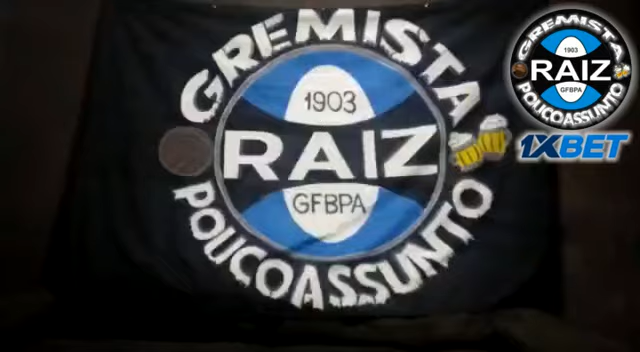 GREMISTA
1903
RAIZ
GFBPA
POUCOASSUNTO
GREMISTA
1903
RAIZ
GFBPA
POUCOASSUNTO
1XBET